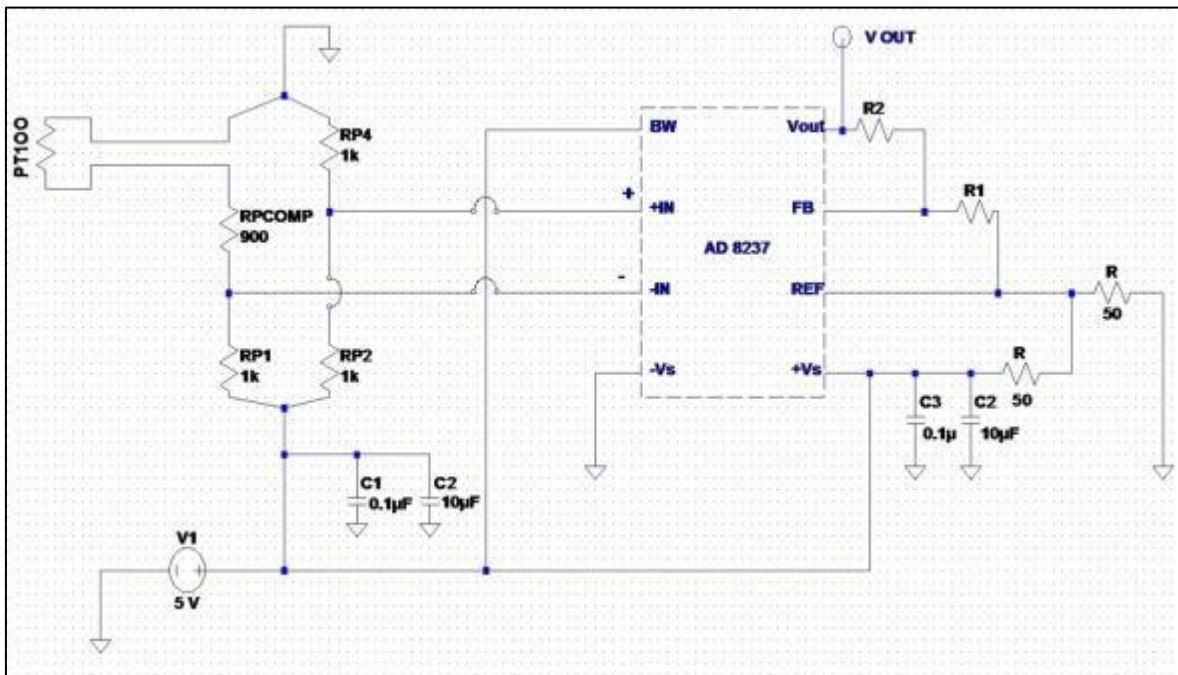 V OUT
PT100
RP4
1k
RPCOMP
900
RP1
1k
RP2
1k
C1
0.1µF
C2
10µF
V1
5 V
+
-
BW
+IN
-IN
-Vs
AD 8237
Vout
FB
REF
+Vs
R2
R1
R
50
R
50
C3
0.1µ
C2
10µF